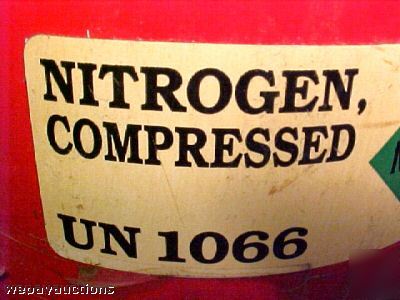 NITROGEN,
COMPRESSED
UN 1066
wepayauctions